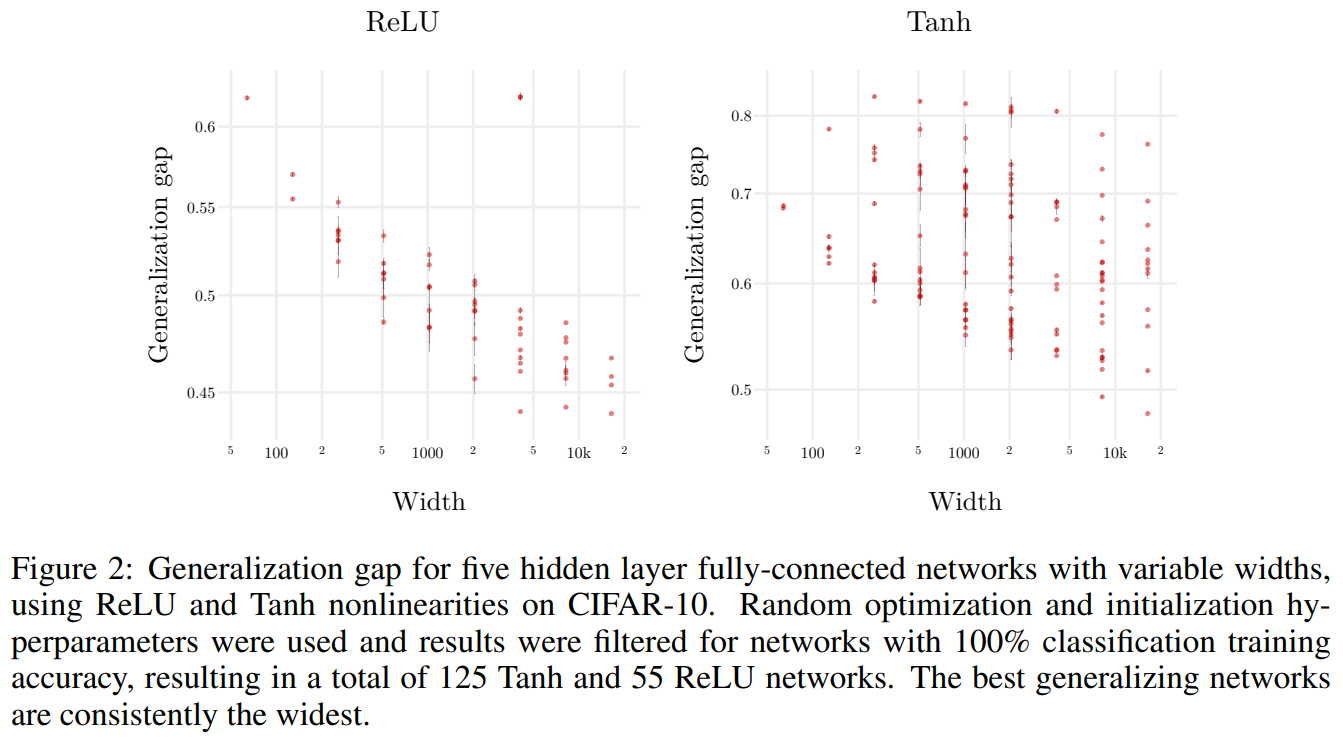 ReLU
Generalization gap
0.6
0.55
0.5
0.45
5 100 2 5 1000 2 5 10k 2
Width
Tanh
Generalization gap
0.8
0.7
0.6
0.5
5 100 2 5 1000 2 5 10k 2
Width
Figure 2: Generalization gap for five hidden layer fully-connected networks with variable widths,
using ReLU and Tanh nonlinearities on CIFAR-10. Random optimization and initialization hy-
perparameters were used and results were filtered for networks with 100% classification training
accuracy, resulting in a total of 125 Tanh and 55 ReLU networks. The best generalizing networks
are consistently the widest.